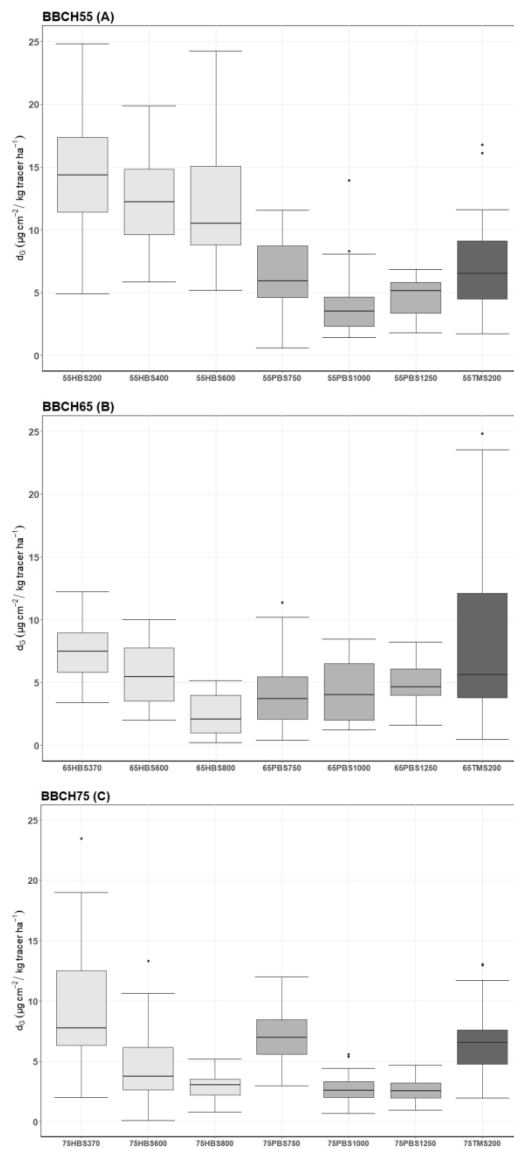 BBCH55 (A)
25
20
15
10
5
0
d_G (µg cm⁻²/ kg tracer ha⁻¹)
55HBS200 55HBS400 55HBS600 55PBS750 55PBS1000 55PBS1250 55TMS200
BBCH65 (B)
25
20
15
10
5
0
d_G (µg cm⁻²/ kg tracer ha⁻¹)
65HBS370 65HBS600 65HBS800 65PBS750 65PBS1000 65PBS1250 65TMS200
BBCH75 (C)
25
20
15
10
5
0
d_G (µg cm⁻²/ kg tracer ha⁻¹)
75HBS370 75HBS600 75HBS800 75PBS750 75PBS1000 75PBS1250 75TMS200